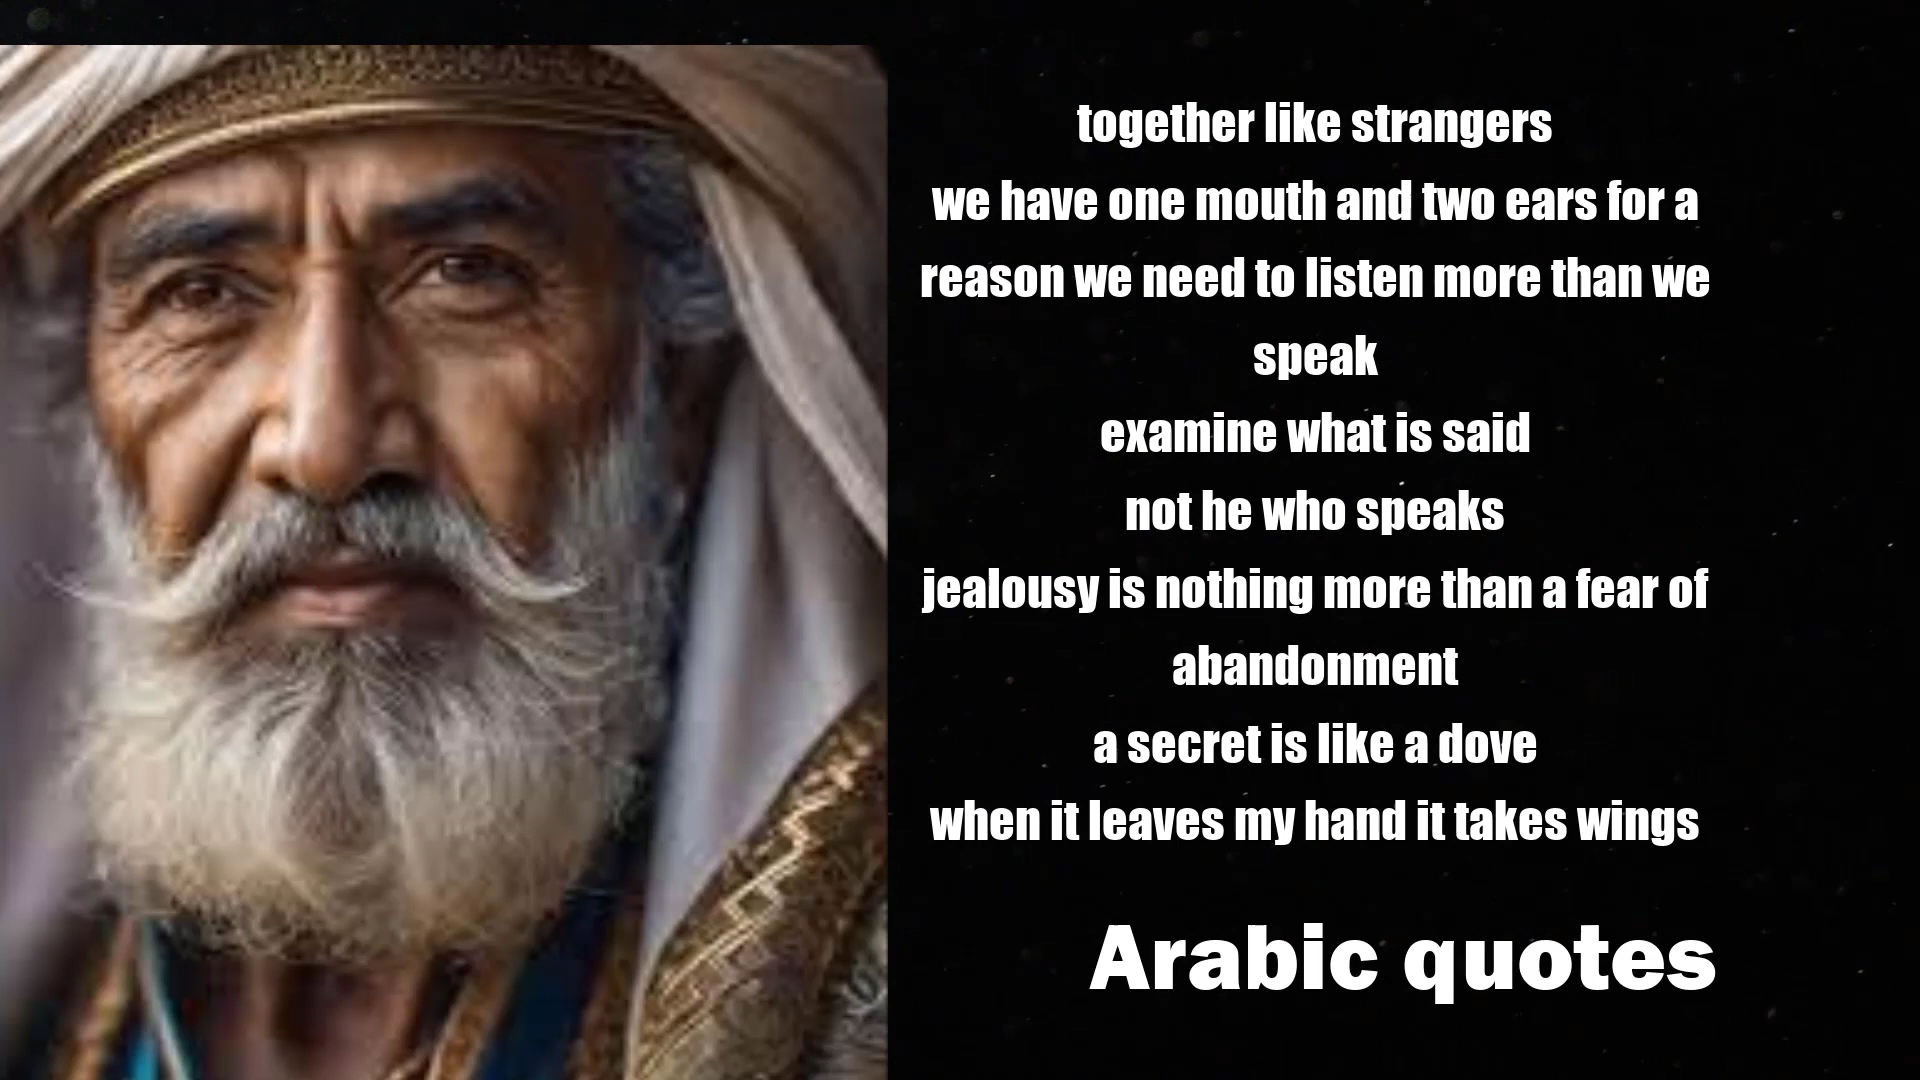 together like strangers
we have one mouth and two ears for a
reason we need to listen more than we
speak
examine what is said
not he who speaks
jealousy is nothing more than a fear of
abandonment
a secret is like a dove
when it leaves my hand it takes wings
Arabic quotes